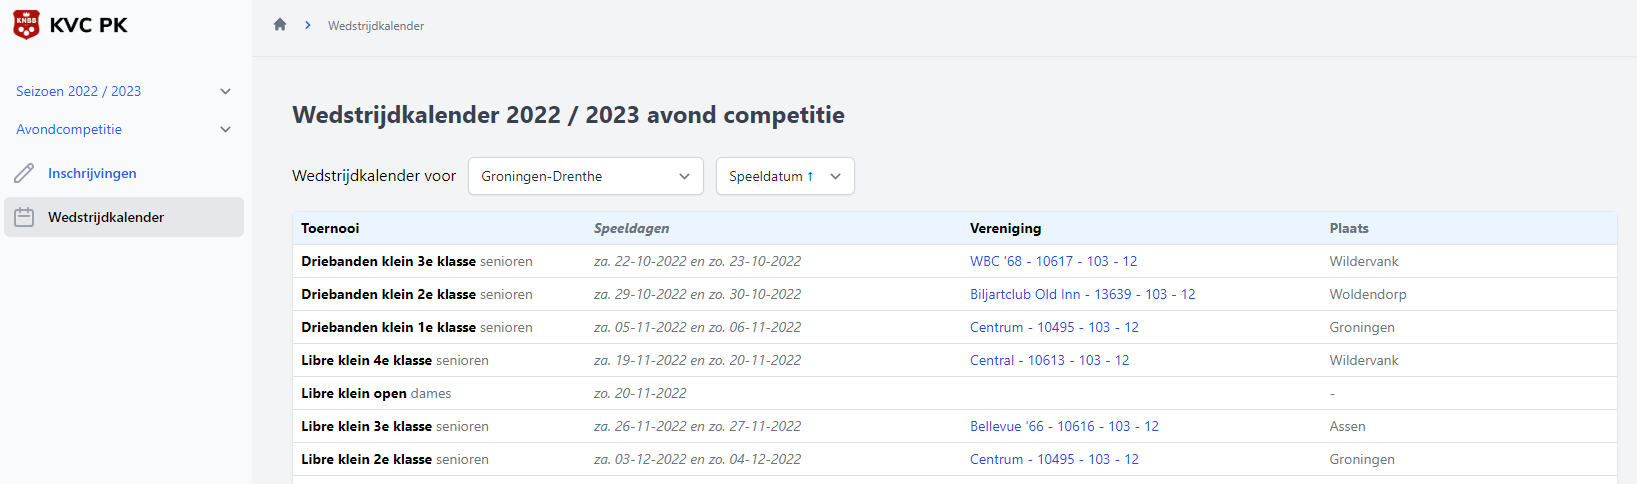 KNBB
KVC PK
Wedstrijdkalender
Seizoen 2022 / 2023
Avondcompetitie
Inschrijvingen
Wedstrijdkalender
Wedstrijdkalender 2022 / 2023 avond competitie
Wedstrijdkalender voor Groningen-Drenthe Speeldatum ↑
Toernooi Speeldagen Vereniging Plaats
Driebanden klein 3e klasse senioren za. 22-10-2022 en zo. 23-10-2022 WBC '68 - 10617 - 103 - 12 Wildervank
Driebanden klein 2e klasse senioren za. 29-10-2022 en zo. 30-10-2022 Biljartclub Old Inn - 13639 - 103 - 12 Woldendorp
Driebanden klein 1e klasse senioren za. 05-11-2022 en zo. 06-11-2022 Centrum - 10495 - 103 - 12 Groningen
Libre klein 4e klasse senioren za. 19-11-2022 en zo. 20-11-2022 Central - 10613 - 103 - 12 Wildervank
Libre klein open dames zo. 20-11-2022 -
Libre klein 3e klasse senioren za. 26-11-2022 en zo. 27-11-2022 Bellevue '66 - 10616 - 103 - 12 Assen
Libre klein 2e klasse senioren za. 03-12-2022 en zo. 04-12-2022 Centrum - 10495 - 103 - 12 Groningen